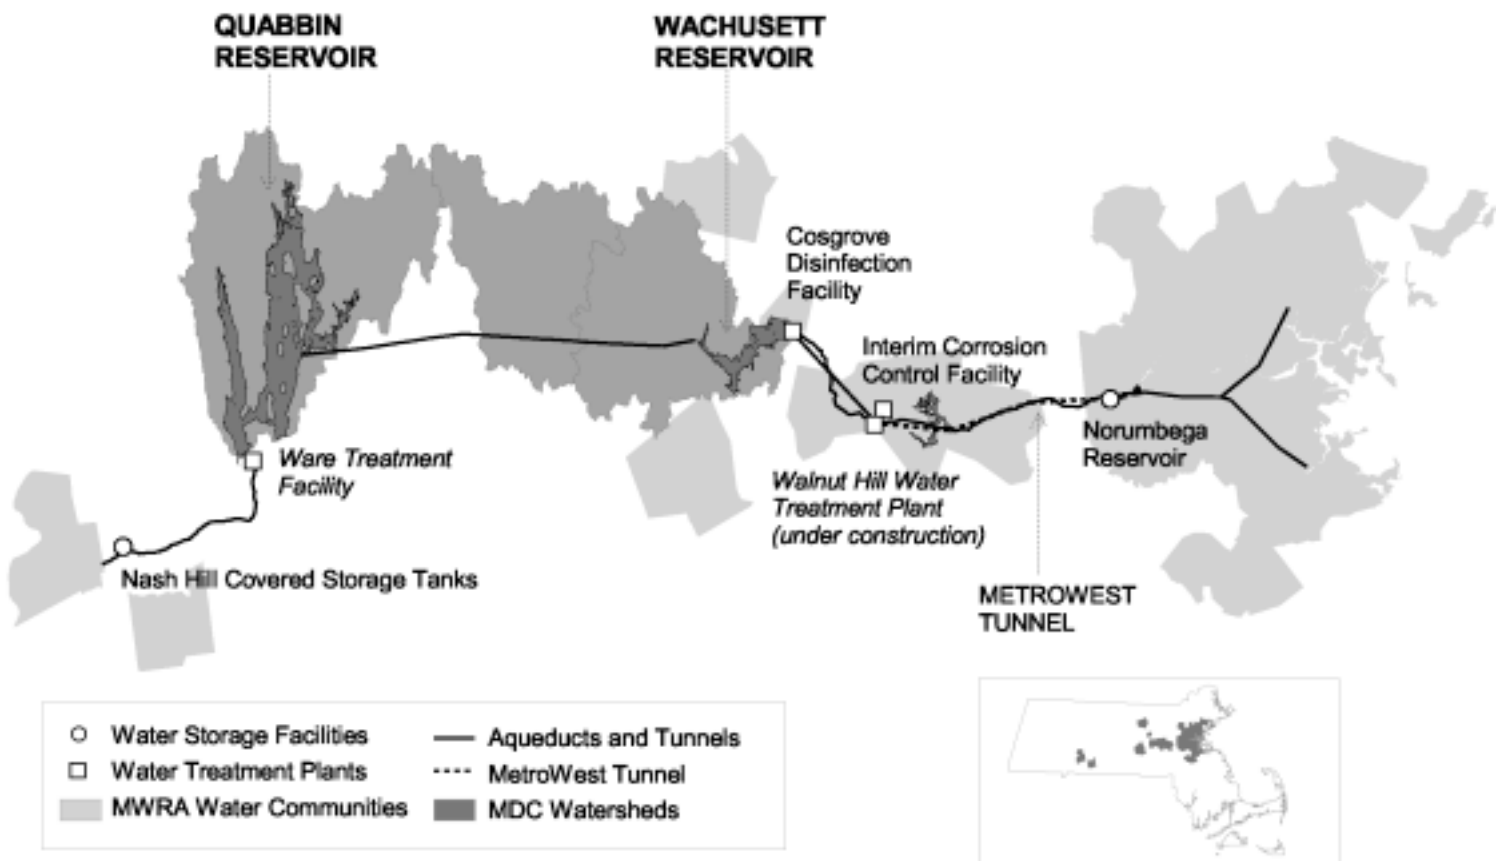 QUABBIN
RESERVOIR
WACHUSETT
RESERVOIR
Cosgrove
Disinfection
Facility
Interim Corrosion
Control Facility
Norumbega
Reservoir
Ware Treatment
Facility
Walnut Hill Water
Treatment Plant
(under construction)
Nash Hill Covered Storage Tanks
METROWEST
TUNNEL
Water Storage Facilities
Aqueducts and Tunnels
Water Treatment Plants
MetroWest Tunnel
MWRA Water Communities
MDC Watersheds